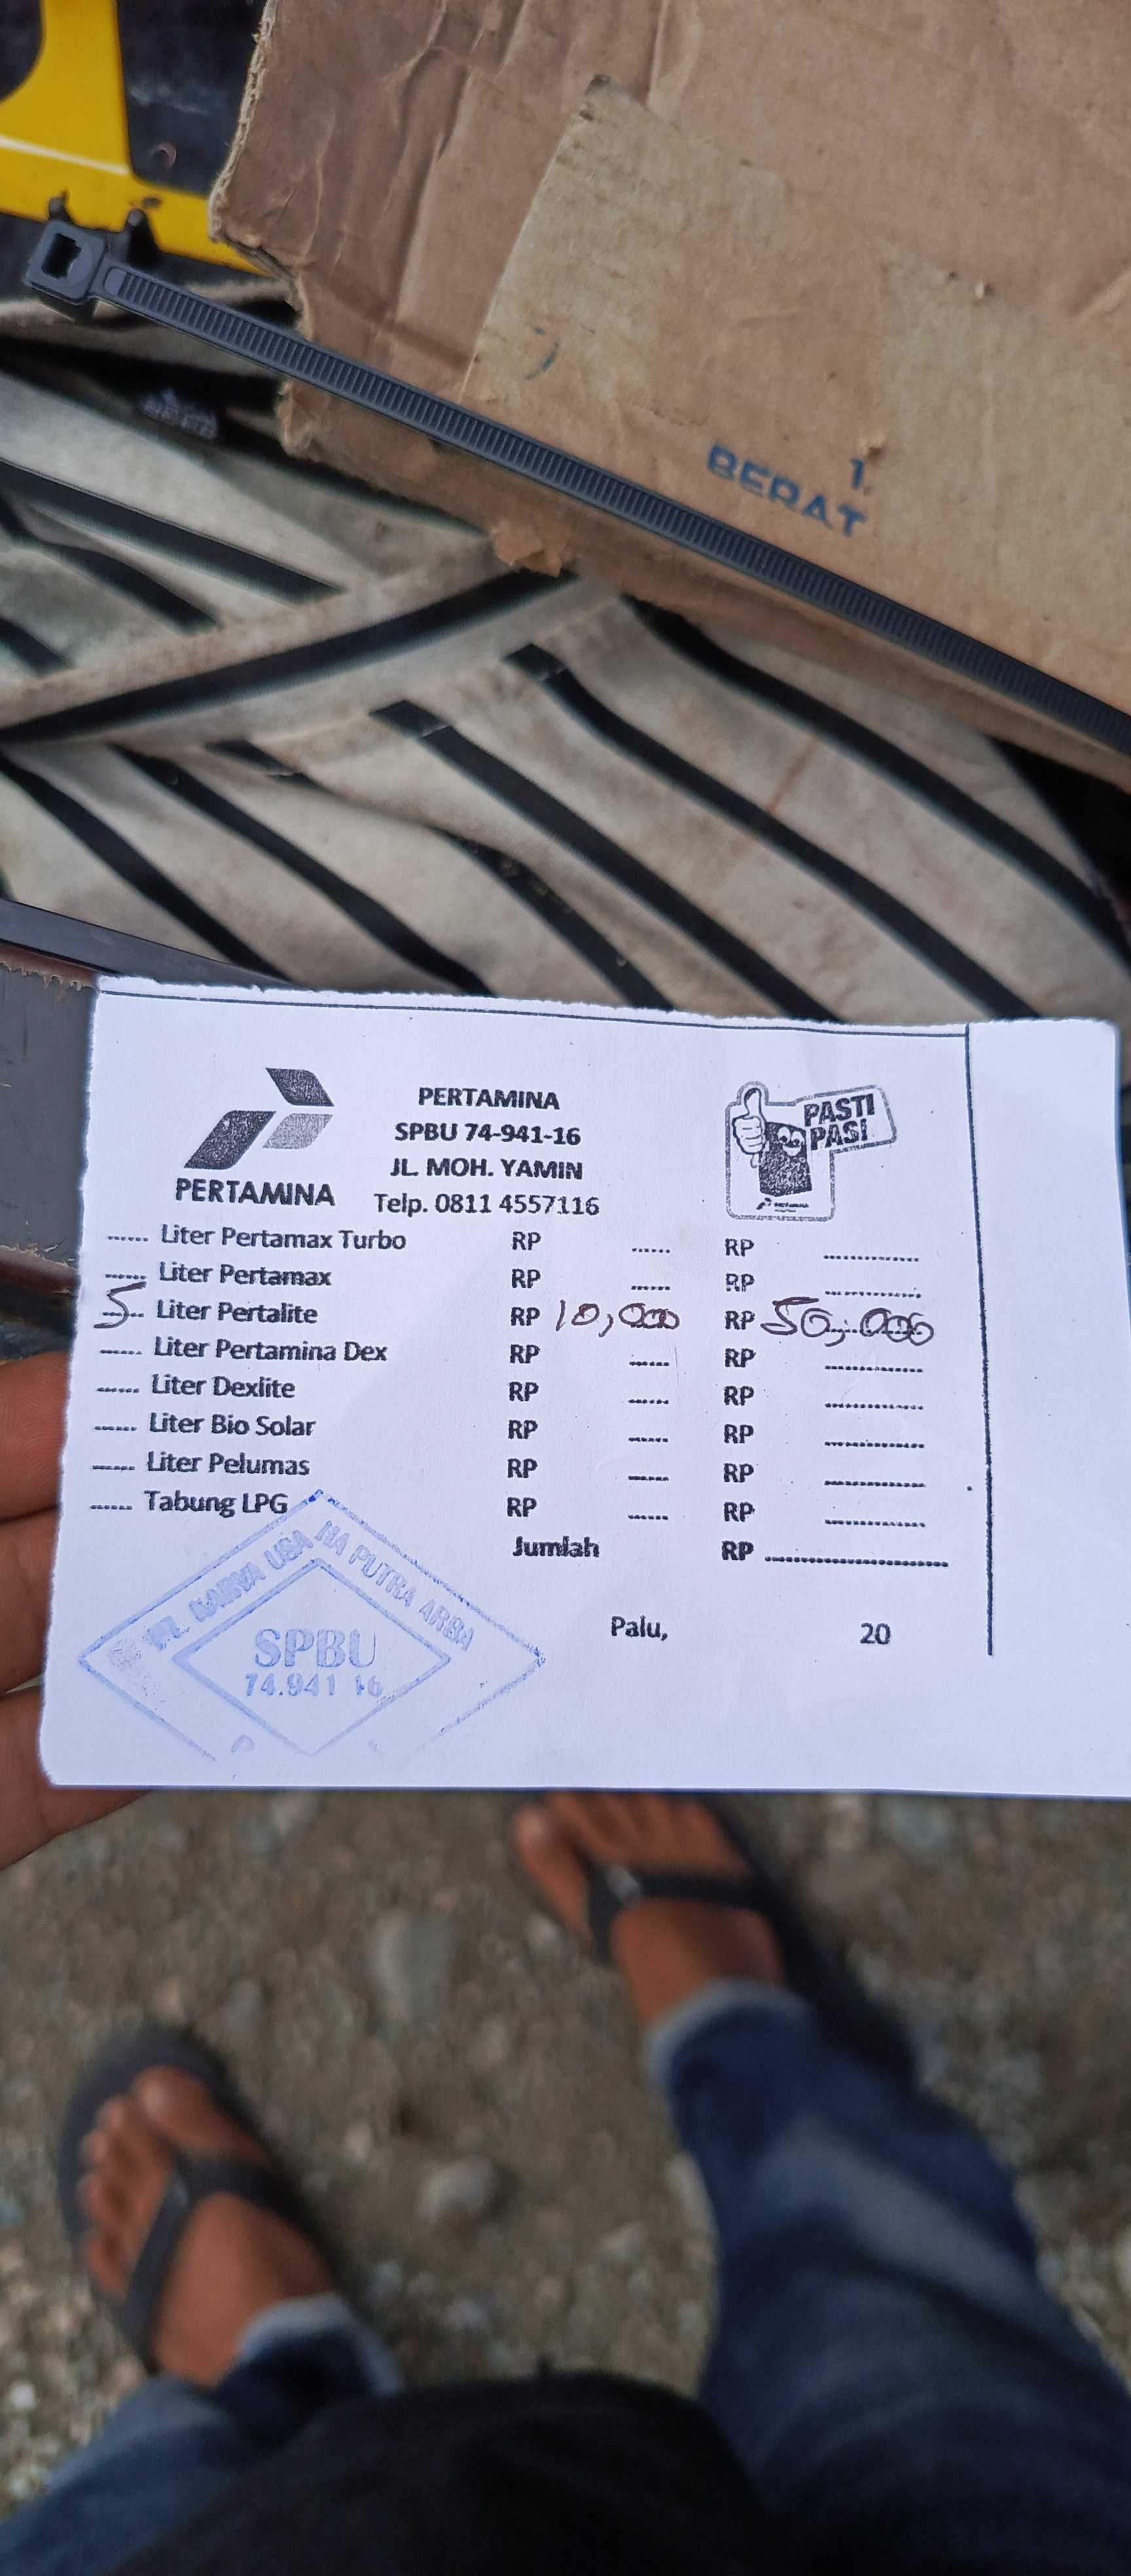 1.
BERAT
PERTAMINA
PERTAMINA
SPBU 74-941-16
JL. MOH. YAMIN
Telp. 0811 4557116
PASTI
PAS!
...... Liter Pertamax Turbo RP ...... RP ..............
...... Liter Pertamax RP ...... RP ..............
5 Liter Pertalite RP 10,000 RP 50,000
...... Liter Pertamina Dex RP ...... RP ..............
...... Liter Dexlite RP ...... RP ..............
...... Liter Bio Solar RP ...... RP ..............
...... Liter Pelumas RP ...... RP ..............
...... Tabung LPG RP ...... RP ..............
Jumlah RP ..........................
Palu, 20
PUTRA ARBA
SPBU
74.941 16